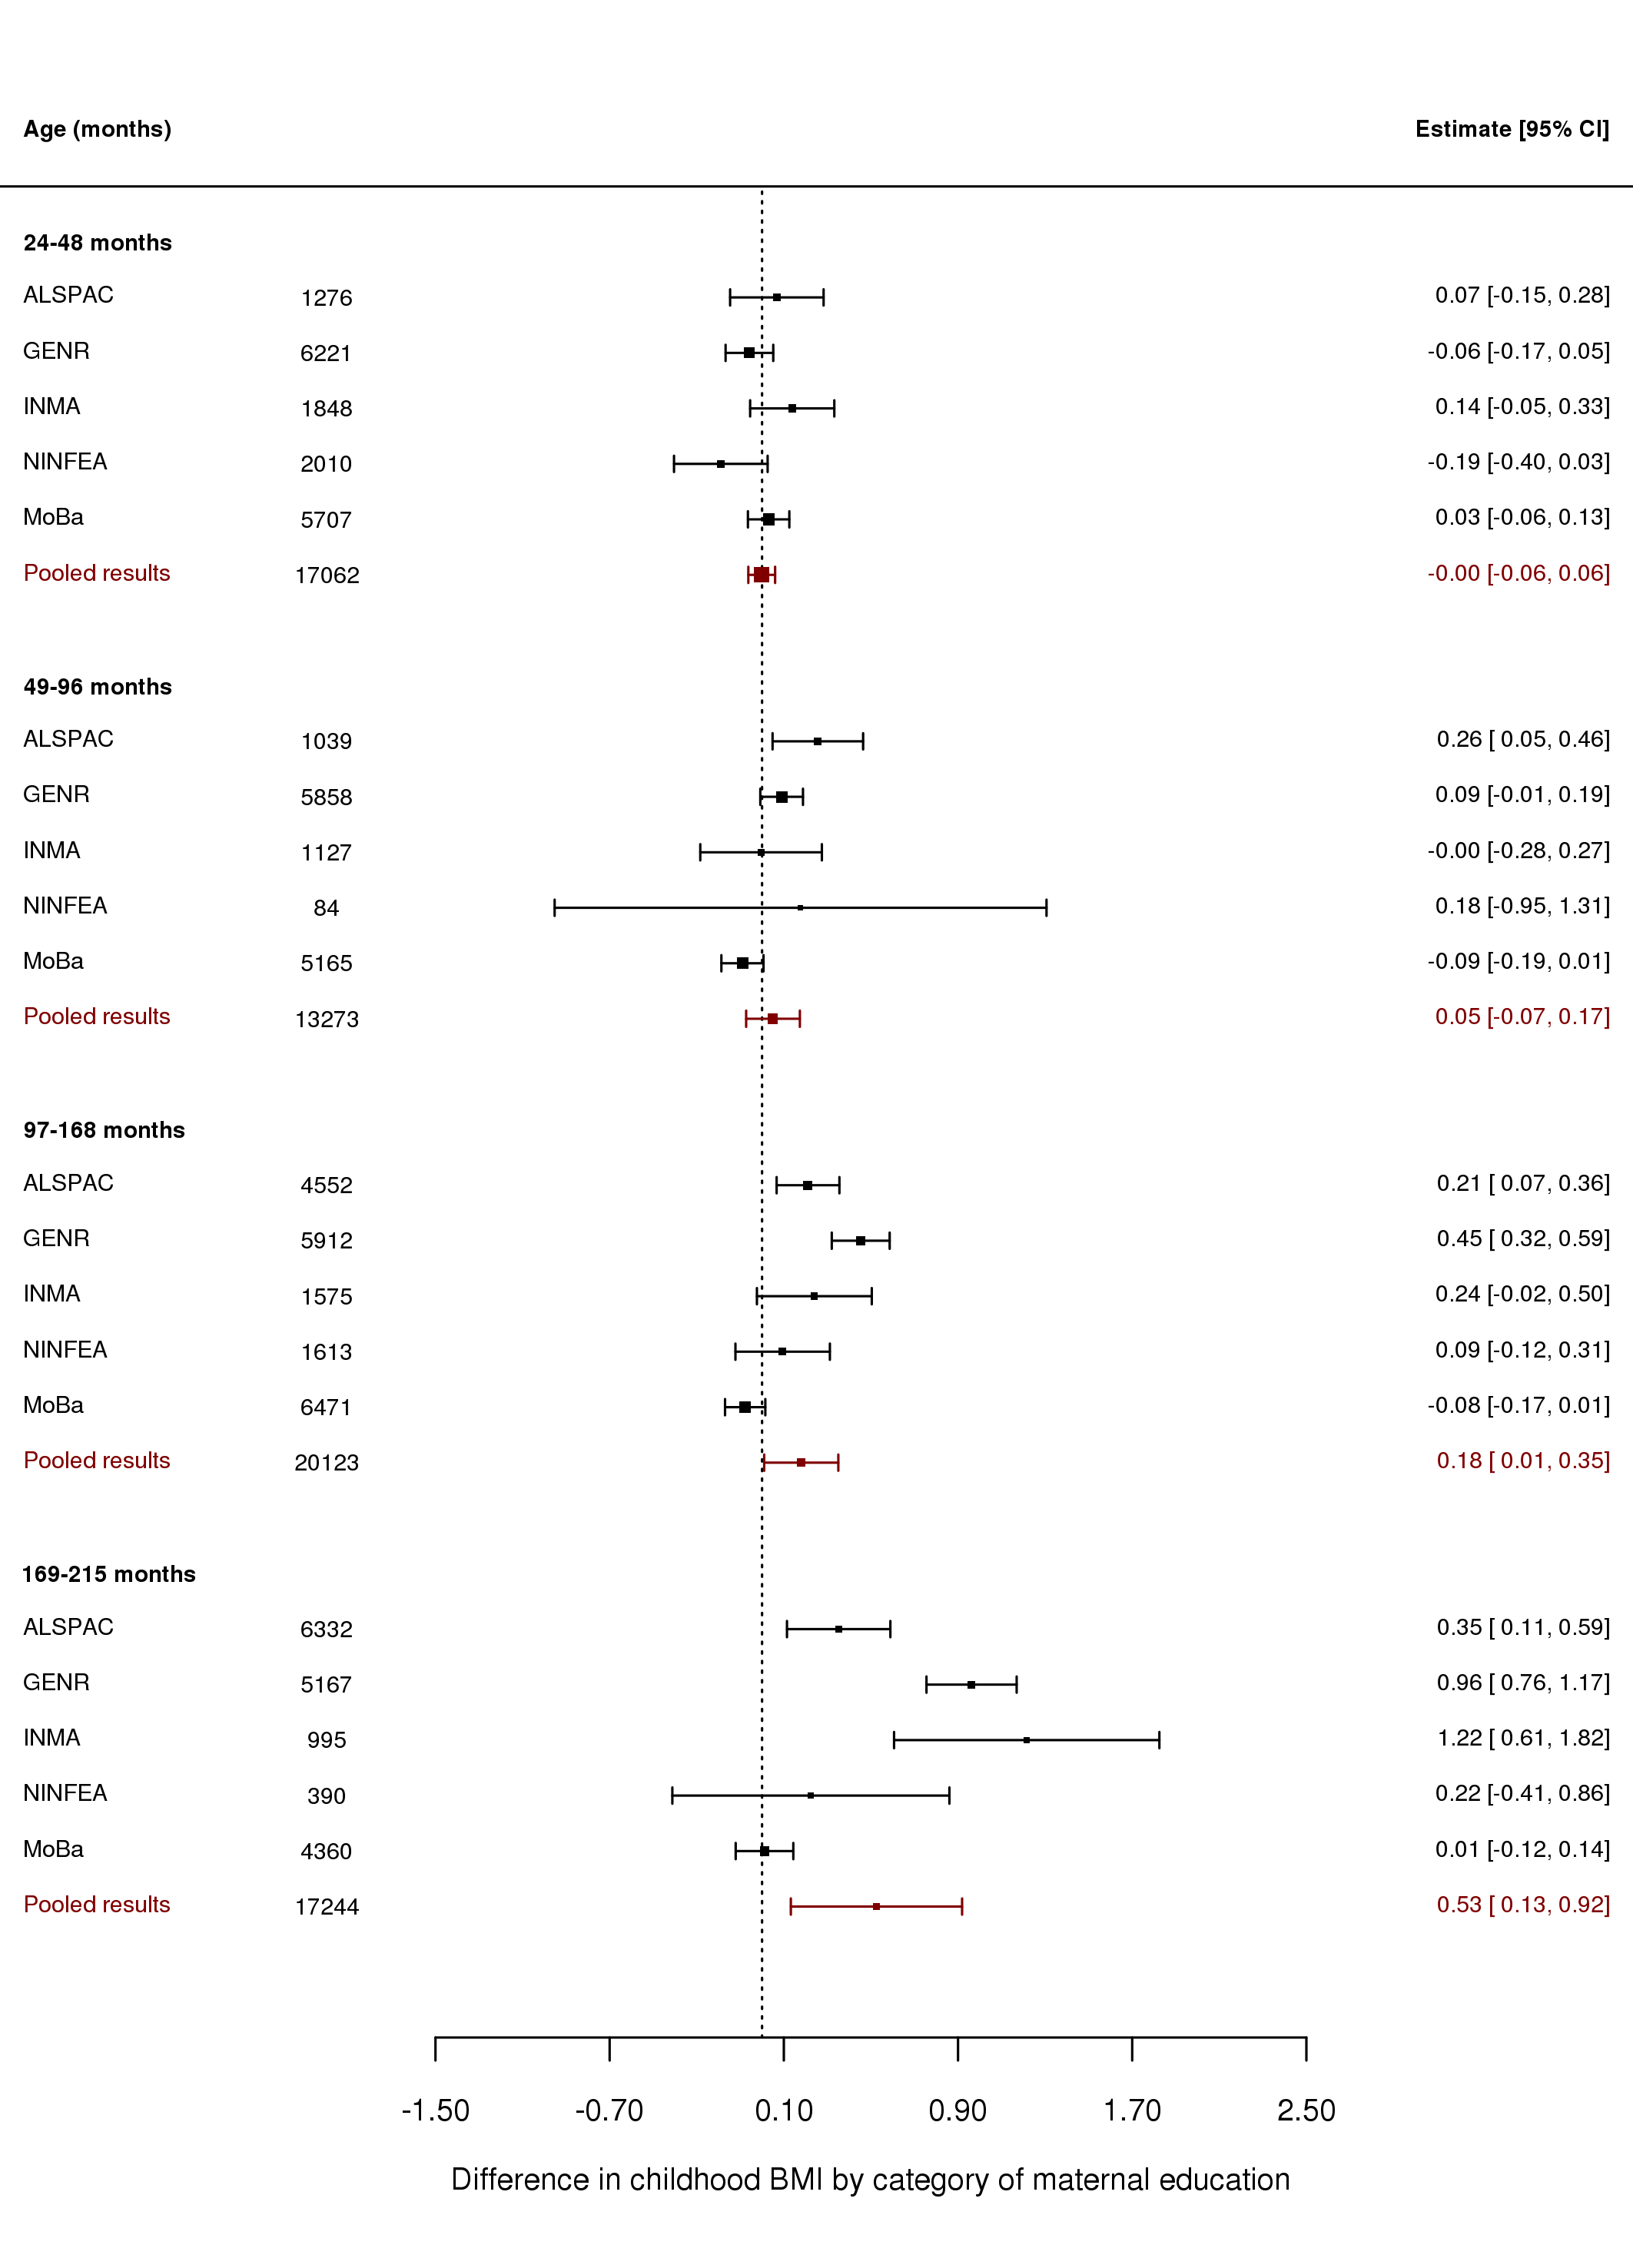 Age (months) Estimate [95% CI]
24-48 months
ALSPAC 1276 0.07 [-0.15, 0.28]
GENR 6221 -0.06 [-0.17, 0.05]
INMA 1848 0.14 [-0.05, 0.33]
NINFEA 2010 -0.19 [-0.40, 0.03]
MoBa 5707 0.03 [-0.06, 0.13]
Pooled results 17062 -0.00 [-0.06, 0.06]
49-96 months
ALSPAC 1039 0.26 [ 0.05, 0.46]
GENR 5858 0.09 [-0.01, 0.19]
INMA 1127 -0.00 [-0.28, 0.27]
NINFEA 84 0.18 [-0.95, 1.31]
MoBa 5165 -0.09 [-0.19, 0.01]
Pooled results 13273 0.05 [-0.07, 0.17]
97-168 months
ALSPAC 4552 0.21 [ 0.07, 0.36]
GENR 5912 0.45 [ 0.32, 0.59]
INMA 1575 0.24 [-0.02, 0.50]
NINFEA 1613 0.09 [-0.12, 0.31]
MoBa 6471 -0.08 [-0.17, 0.01]
Pooled results 20123 0.18 [ 0.01, 0.35]
169-215 months
ALSPAC 6332 0.35 [ 0.11, 0.59]
GENR 5167 0.96 [ 0.76, 1.17]
INMA 995 1.22 [ 0.61, 1.82]
NINFEA 390 0.22 [-0.41, 0.86]
MoBa 4360 0.01 [-0.12, 0.14]
Pooled results 17244 0.53 [ 0.13, 0.92]
-1.50 -0.70 0.10 0.90 1.70 2.50
Difference in childhood BMI by category of maternal education